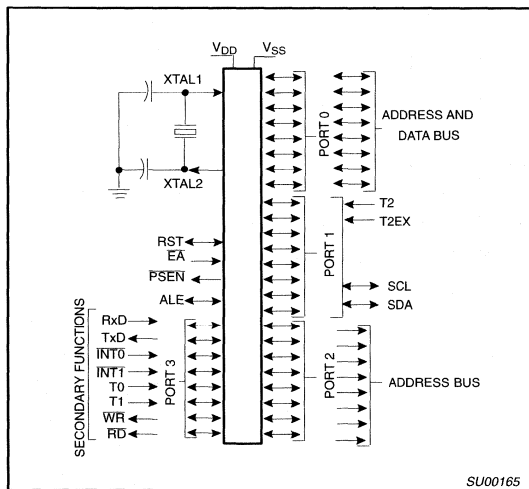 VDD VSS
XTAL1
XTAL2
PORT 0
ADDRESS AND
DATA BUS
PORT 1
T2
T2EX
SCL
SDA
RST
EA
PSEN
ALE
SECONDARY FUNCTIONS
RxD
TxD
INT0
INT1
T0
T1
WR
RD
PORT 3
PORT 2
ADDRESS BUS
SU00165